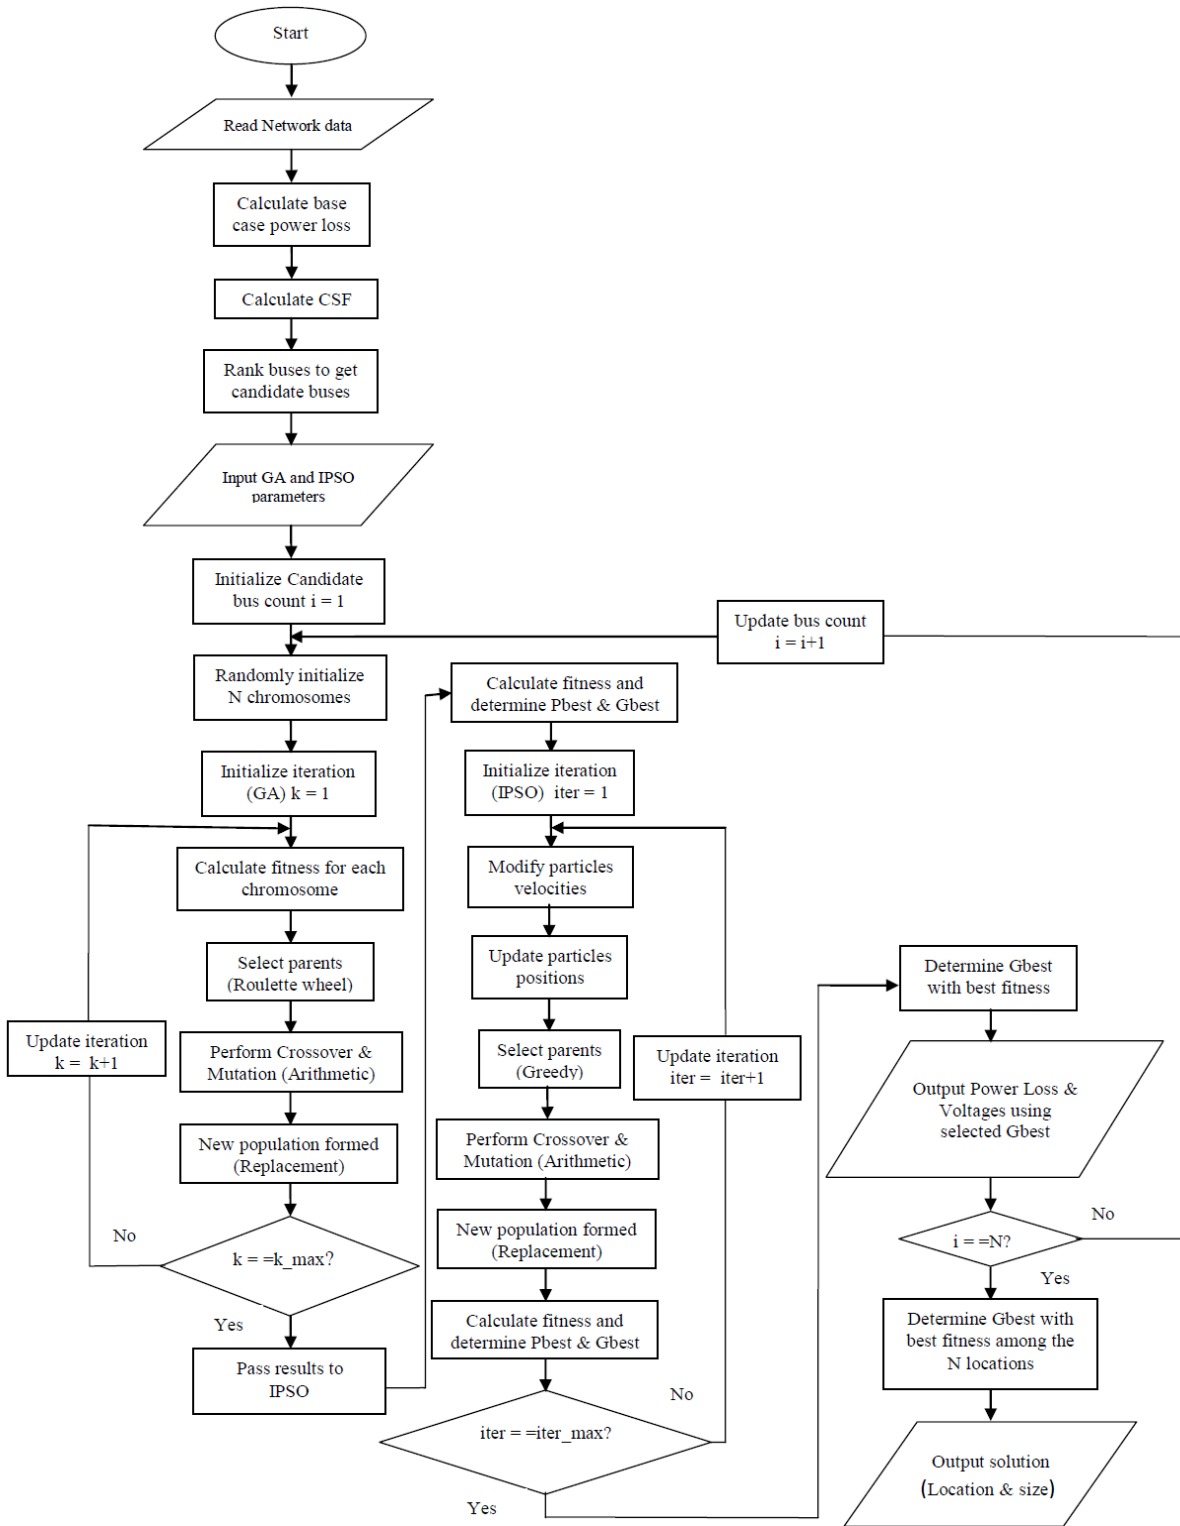 Start
Read Network data
Calculate base
case power loss
Calculate CSF
Rank buses to get
candidate buses
Input GA and IPSO
parameters
Initialize Candidate
bus count i = 1
Update bus count
i = i+1
Randomly initialize
N chromosomes
Initialize iteration
(GA) k = 1
Calculate fitness for each
chromosome
Select parents
(Roulette wheel)
Update iteration
k =  k+1
Perform Crossover &
Mutation (Arithmetic)
New population formed
(Replacement)
No
k = =k_max?
Yes
Pass results to
IPSO
Calculate fitness and
determine Pbest & Gbest
Initialize iteration
(IPSO)  iter = 1
Modify particles
velocities
Update particles
positions
Select parents
(Greedy)
Update iteration
iter =  iter+1
Perform Crossover &
Mutation (Arithmetic)
New population formed
(Replacement)
Calculate fitness and
determine Pbest & Gbest
No
iter = =iter_max?
Yes
Determine Gbest
with best fitness
Output Power Loss &
Voltages using
selected Gbest
No
i = =N?
Yes
Determine Gbest with
best fitness among the
N locations
Output solution
(Location & size)